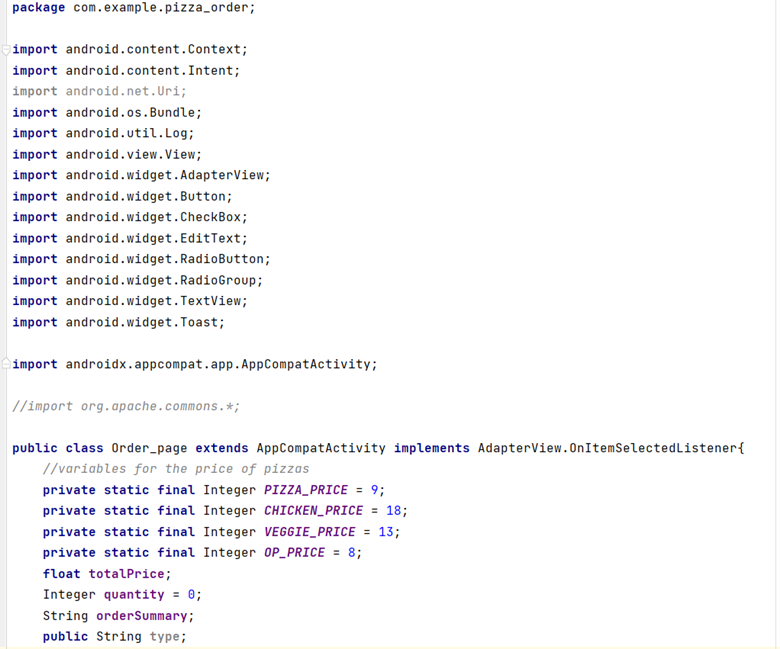 package com.example.pizza_order;
import android.content.Context;
import android.content.Intent;
import android.net.Uri;
import android.os.Bundle;
import android.util.Log;
import android.view.View;
import android.widget.AdapterView;
import android.widget.Button;
import android.widget.CheckBox;
import android.widget.EditText;
import android.widget.RadioButton;
import android.widget.RadioGroup;
import android.widget.TextView;
import android.widget.Toast;
import androidx.appcompat.app.AppCompatActivity;
//import org.apache.commons.*;
public class Order_page extends AppCompatActivity implements AdapterView.OnItemSelectedListener{
//variables for the price of pizzas
private static final Integer PIZZA_PRICE = 9;
private static final Integer CHICKEN_PRICE = 18;
private static final Integer VEGGIE_PRICE = 13;
private static final Integer OP_PRICE = 8;
float totalPrice;
Integer quantity = 0;
String orderSummary;
public String type;